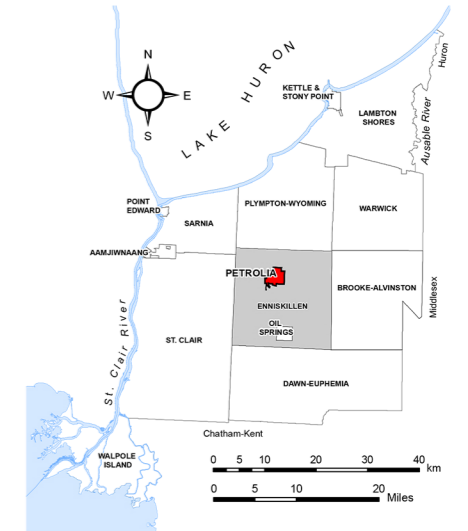 N
W
E
S
LAKE HURON
KETTLE &
STONY POINT
Huron
LAMBTON
SHORES
Ausable River
POINT
EDWARD
SARNIA
PLYMPTON-WYOMING
WARWICK
AAMJIWNAANG
PETROLIA
BROOKE-ALVINSTON
Middlesex
ENNISKILLEN
OIL
SPRINGS
ST. CLAIR
St. Clair River
DAWN-EUPHEMIA
Chatham-Kent
WALPOLE
ISLAND
0 5 10 20 30 40
km
0 5 10 20
Miles